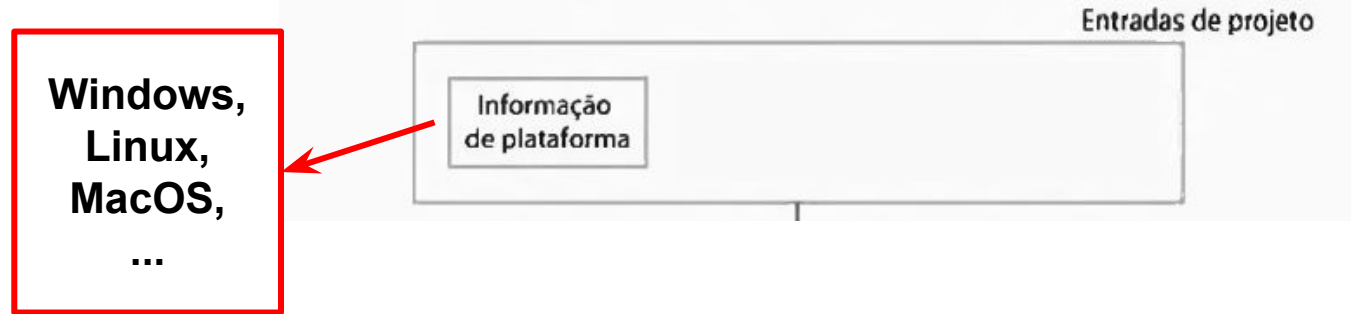 Entradas de projeto
Windows,
Linux,
MacOS,
...
Informação
de plataforma